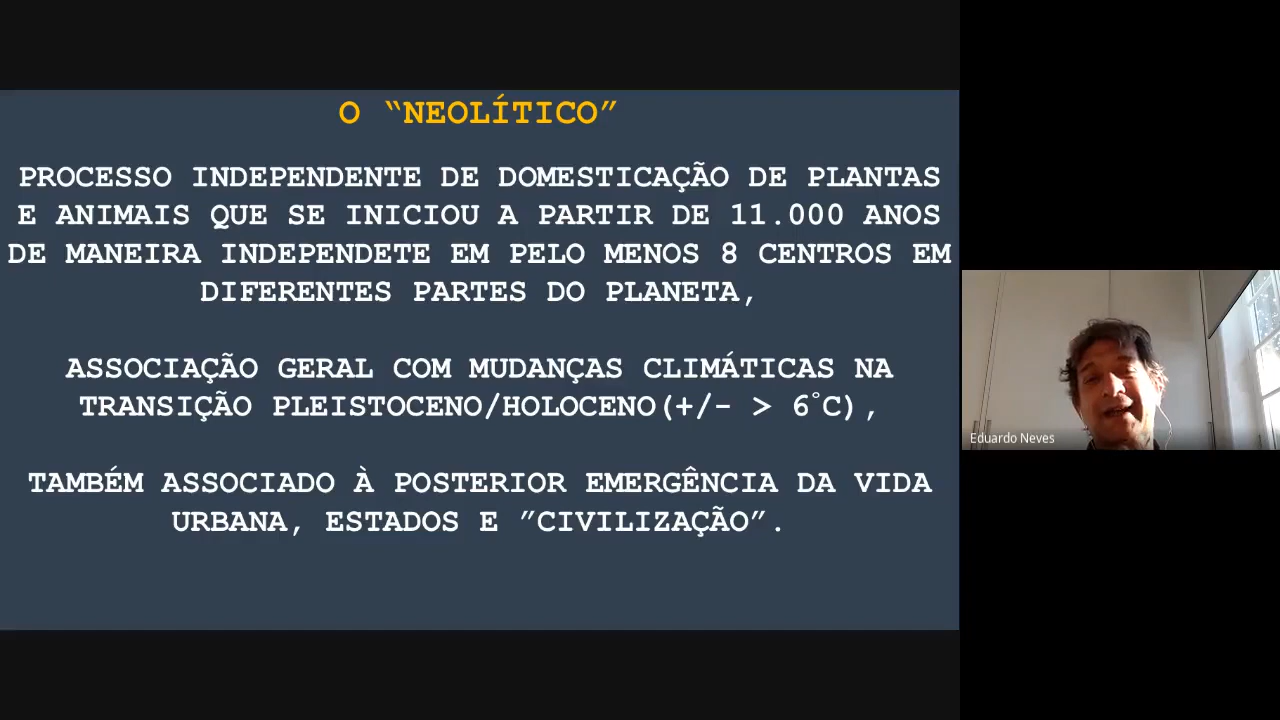 O “NEOLÍTICO”
PROCESSO INDEPENDENTE DE DOMESTICAÇÃO DE PLANTAS
E ANIMAIS QUE SE INICIOU A PARTIR DE 11.000 ANOS
DE MANEIRA INDEPENDETE EM PELO MENOS 8 CENTROS EM
DIFERENTES PARTES DO PLANETA,
ASSOCIAÇÃO GERAL COM MUDANÇAS CLIMÁTICAS NA
TRANSIÇÃO PLEISTOCENO/HOLOCENO(+/- > 6°C),
TAMBÉM ASSOCIADO À POSTERIOR EMERGÊNCIA DA VIDA
URBANA, ESTADOS E ”CIVILIZAÇÃO”.
Eduardo Neves